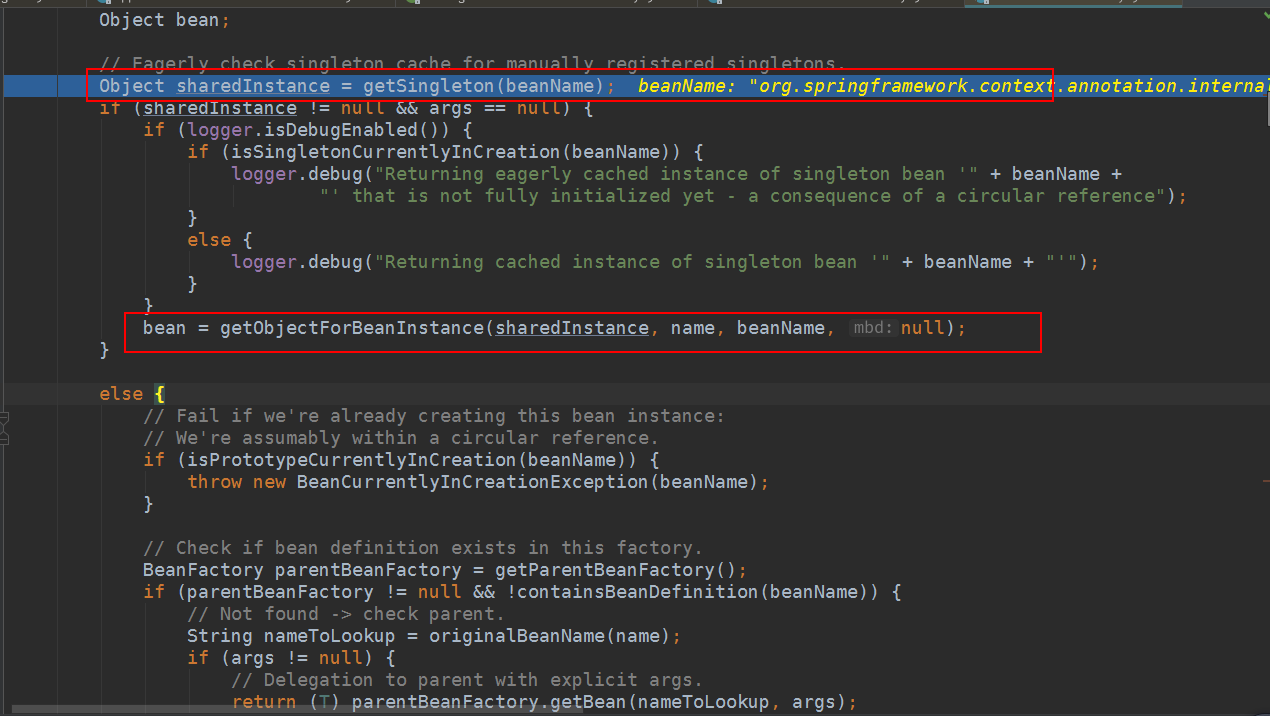 Object bean;
// Eagerly check singleton cache for manually registered singletons.
Object sharedInstance = getSingleton(beanName); beanName: "org.springframework.context.annotation.interna
if (sharedInstance != null && args == null) {
if (logger.isDebugEnabled()) {
if (isSingletonCurrentlyInCreation(beanName)) {
logger.debug("Returning eagerly cached instance of singleton bean '" + beanName +
"' that is not fully initialized yet - a consequence of a circular reference");
}
else {
logger.debug("Returning cached instance of singleton bean '" + beanName + "'");
}
}
bean = getObjectForBeanInstance(sharedInstance, name, beanName, mbd: null);
}
else {
// Fail if we're already creating this bean instance:
// We're assumably within a circular reference.
if (isPrototypeCurrentlyInCreation(beanName)) {
throw new BeanCurrentlyInCreationException(beanName);
}
// Check if bean definition exists in this factory.
BeanFactory parentBeanFactory = getParentBeanFactory();
if (parentBeanFactory != null && !containsBeanDefinition(beanName)) {
// Not found -> check parent.
String nameToLookup = originalBeanName(name);
if (args != null) {
// Delegation to parent with explicit args.
return (T) parentBeanFactory.getBean(nameToLookup, args);